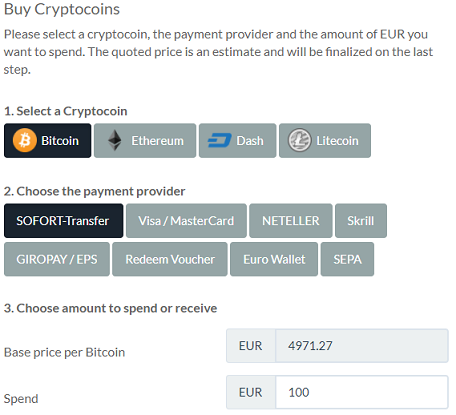 Buy Cryptocoins
Please select a cryptocoin, the payment provider and the amount of EUR you
want to spend. The quoted price is an estimate and will be finalized on the last
step.
1. Select a Cryptocoin
Bitcoin Ethereum Dash Litecoin
2. Choose the payment provider
SOFORT-Transfer Visa / MasterCard NETELLER Skrill
GIROPAY / EPS Redeem Voucher Euro Wallet SEPA
3. Choose amount to spend or receive
Base price per Bitcoin EUR 4971.27
Spend EUR 100